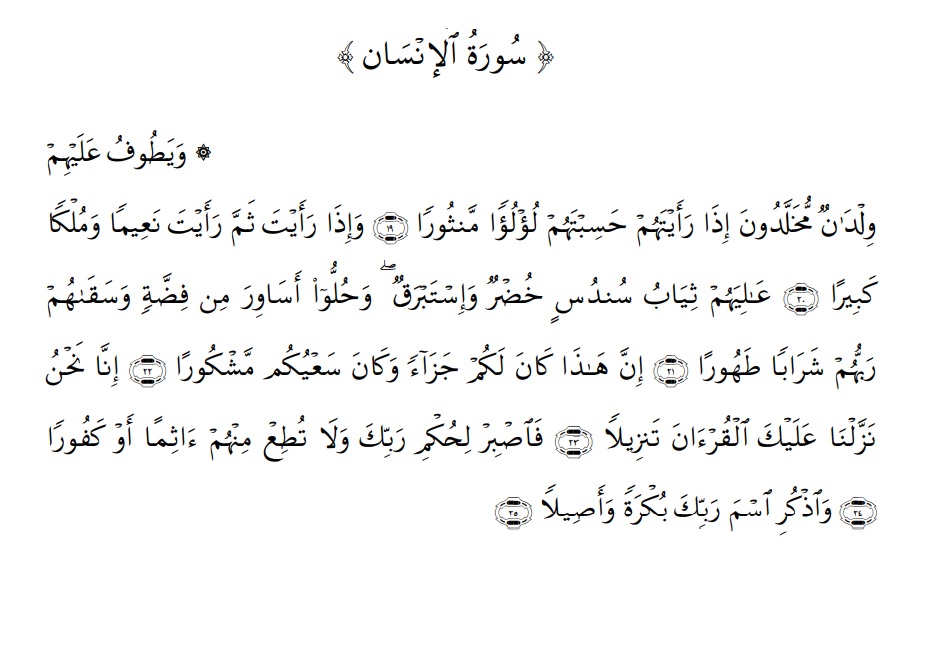 ﴿ سُورَةُ ٱلْإِنْسَان ﴾
۞ وَيَطُوفُ عَلَيْهِمْ
وِلْدَٰنٌ مُّخَلَّدُونَ إِذَا رَأَيْتَهُمْ حَسِبْتَهُمْ لُؤْلُؤًا مَّنثُورًا ١٩ وَإِذَا رَأَيْتَ ثَمَّ رَأَيْتَ نَعِيمًا وَمُلْكًا
كَبِيرًا ٢٠ عَـٰلِيَهُمْ ثِيَابُ سُندُسٍ خُضْرٌ وَإِسْتَبْرَقٌ ۖ وَحُلُّوٓا۟ أَسَاوِرَ مِن فِضَّةٍ وَسَقَىٰهُمْ
رَبُّهُمْ شَرَابًا طَهُورًا ٢١ إِنَّ هَـٰذَا كَانَ لَكُمْ جَزَآءً وَكَانَ سَعْيُكُم مَّشْكُورًا ٢٢ إِنَّا نَحْنُ
نَزَّلْنَا عَلَيْكَ ٱلْقُرْءَانَ تَنزِيلًا ٢٣ فَٱصْبِرْ لِحُكْمِ رَبِّكَ وَلَا تُطِعْ مِنْهُمْ ءَاثِمًا أَوْ كَفُورًا
٢٤ وَٱذْكُرِ ٱسْمَ رَبِّكَ بُكْرَةً وَأَصِيلًا ٢٥